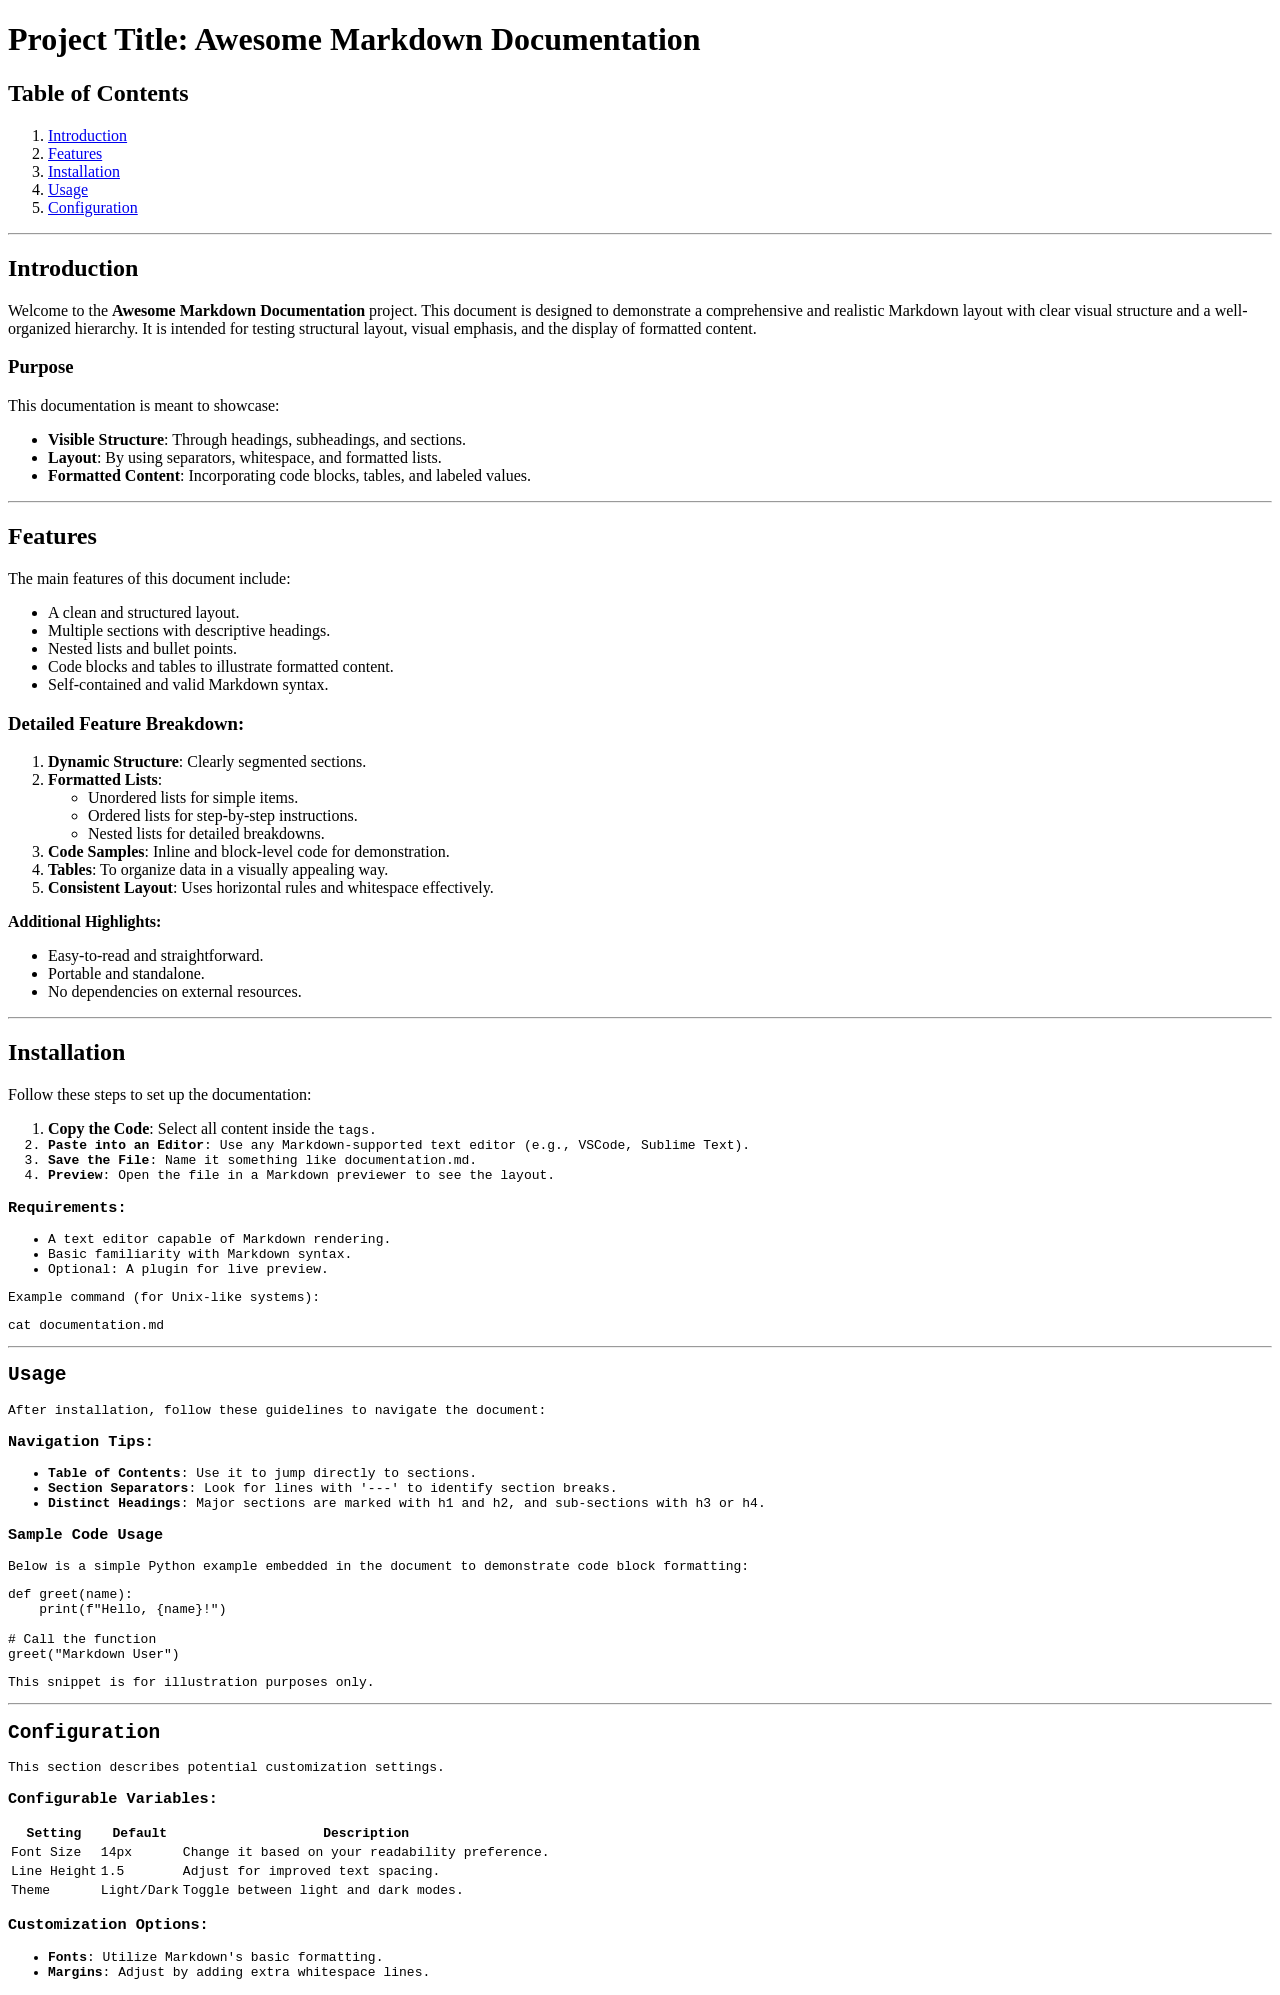 Project Title: Awesome Markdown Documentation
Table of Contents
1. Introduction
2. Features
3. Installation
4. Usage
5. Configuration
Introduction
Welcome to the Awesome Markdown Documentation project. This document is designed to demonstrate a comprehensive and realistic Markdown layout with clear visual structure and a well-
organized hierarchy. It is intended for testing structural layout, visual emphasis, and the display of formatted content.
Purpose
This documentation is meant to showcase:
• Visible Structure: Through headings, subheadings, and sections.
• Layout: By using separators, whitespace, and formatted lists.
• Formatted Content: Incorporating code blocks, tables, and labeled values.
Features
The main features of this document include:
• A clean and structured layout.
• Multiple sections with descriptive headings.
• Nested lists and bullet points.
• Code blocks and tables to illustrate formatted content.
• Self-contained and valid Markdown syntax.
Detailed Feature Breakdown:
1. Dynamic Structure: Clearly segmented sections.
2. Formatted Lists:
◦ Unordered lists for simple items.
◦ Ordered lists for step-by-step instructions.
◦ Nested lists for detailed breakdowns.
3. Code Samples: Inline and block-level code for demonstration.
4. Tables: To organize data in a visually appealing way.
5. Consistent Layout: Uses horizontal rules and whitespace effectively.
Additional Highlights:
• Easy-to-read and straightforward.
• Portable and standalone.
• No dependencies on external resources.
Installation
Follow these steps to set up the documentation:
1. Copy the Code: Select all content inside the tags.
2. Paste into an Editor: Use any Markdown-supported text editor (e.g., VSCode, Sublime Text).
3. Save the File: Name it something like documentation.md.
4. Preview: Open the file in a Markdown previewer to see the layout.
Requirements:
• A text editor capable of Markdown rendering.
• Basic familiarity with Markdown syntax.
• Optional: A plugin for live preview.
Example command (for Unix-like systems):
cat documentation.md
Usage
After installation, follow these guidelines to navigate the document:
Navigation Tips:
• Table of Contents: Use it to jump directly to sections.
• Section Separators: Look for lines with '---' to identify section breaks.
• Distinct Headings: Major sections are marked with h1 and h2, and sub-sections with h3 or h4.
Sample Code Usage
Below is a simple Python example embedded in the document to demonstrate code block formatting:
def greet(name):
    print(f"Hello, {name}!")
# Call the function
greet("Markdown User")
This snippet is for illustration purposes only.
Configuration
This section describes potential customization settings.
Configurable Variables:
Setting Default Description
Font Size 14px Change it based on your readability preference.
Line Height 1.5 Adjust for improved text spacing.
Theme Light/Dark Toggle between light and dark modes.
Customization Options:
• Fonts: Utilize Markdown's basic formatting.
• Margins: Adjust by adding extra whitespace lines.